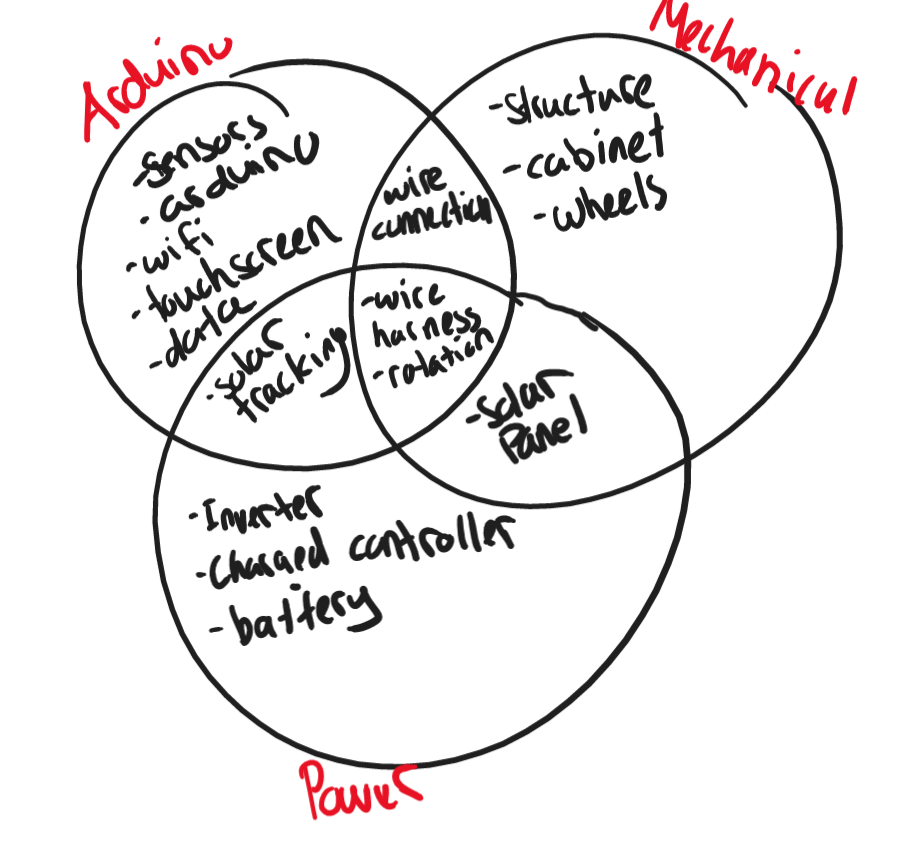 Arduino
Mechanical
-Sensors
-arduino
-wifi
-touchscreen
-data
-wire
connection
-structure
-cabinet
-wheels
-solar
tracking
-wire
harness
-rotation
-Solar
Panel
-Inverter
-Charged controller
-battery
Power